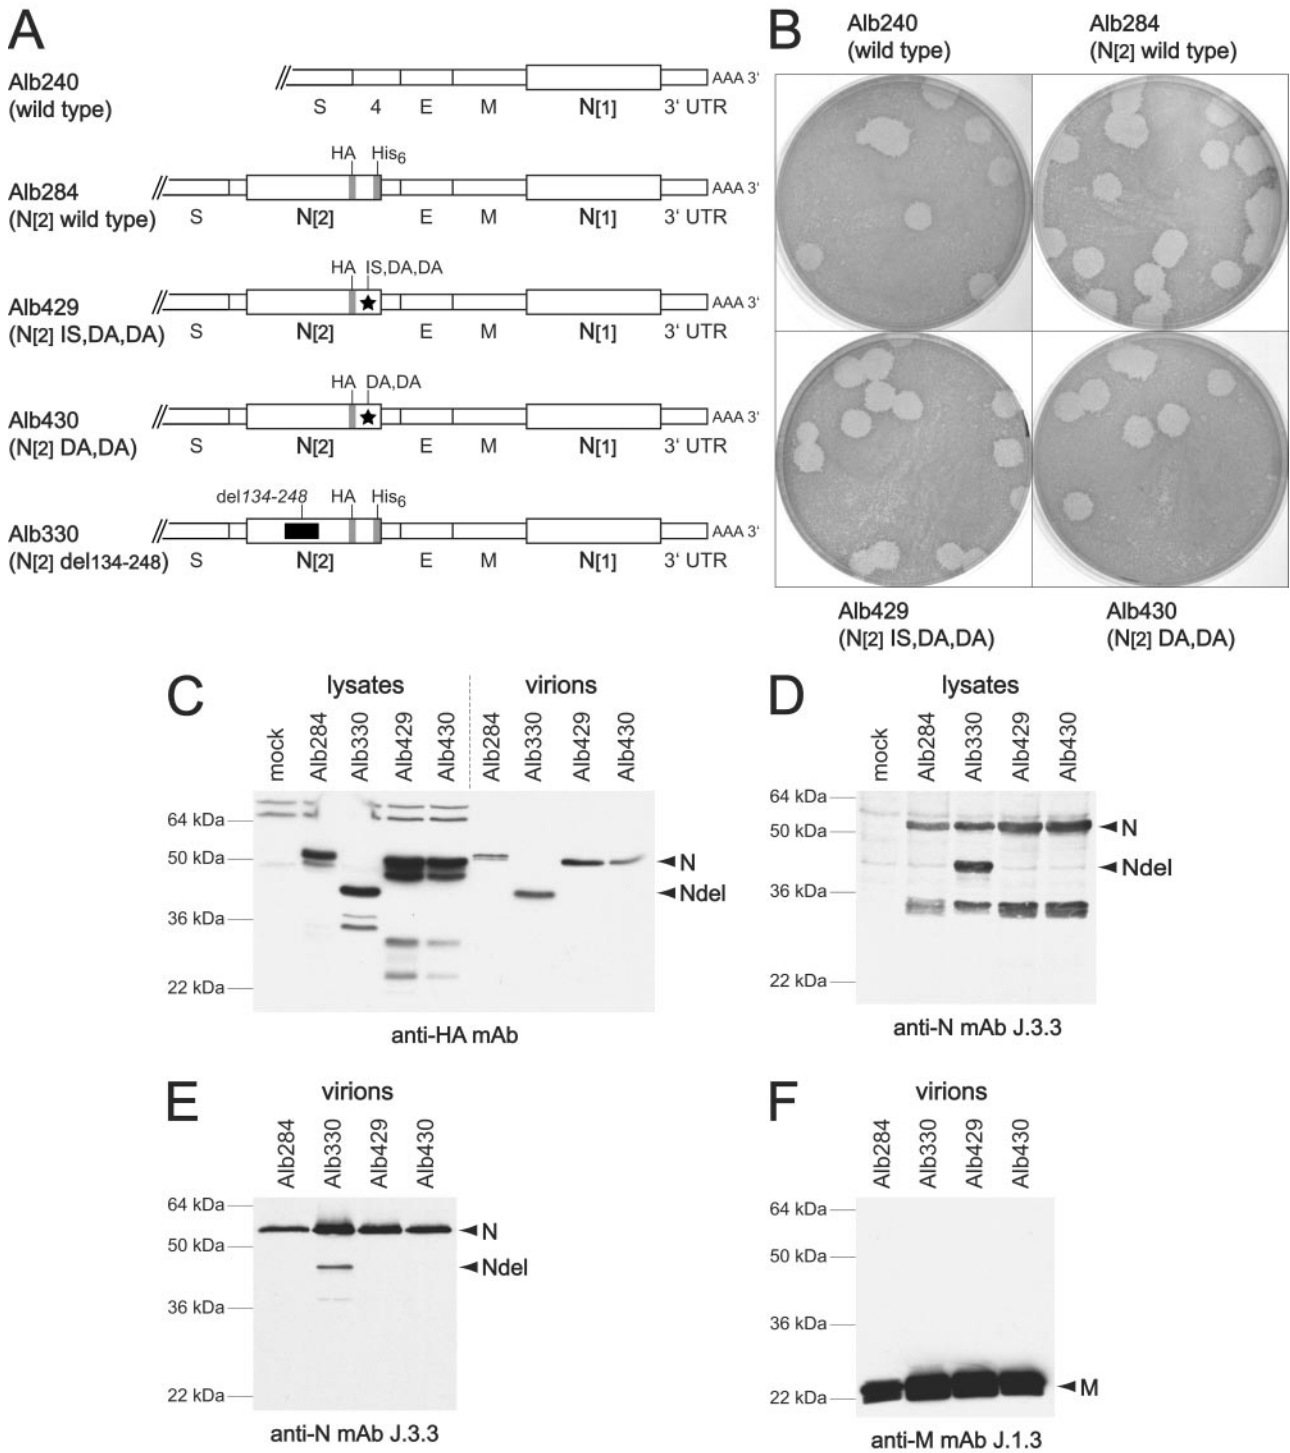 A
Alb240
(wild type)
S 4 E M N[1] 3' UTR
AAA 3'
HA His6
Alb284
(N[2] wild type)
S N[2] E M N[1] 3' UTR
AAA 3'
HA IS,DA,DA
Alb429
(N[2] IS,DA,DA)
S N[2] E M N[1] 3' UTR
AAA 3'
HA DA,DA
Alb430
(N[2] DA,DA)
S N[2] E M N[1] 3' UTR
AAA 3'
del134-248 HA His6
Alb330
(N[2] del134-248)
S N[2] E M N[1] 3' UTR
AAA 3'
B
Alb240
(wild type)
Alb284
(N[2] wild type)
Alb429
(N[2] IS,DA,DA)
Alb430
(N[2] DA,DA)
C
lysates virions
mock Alb284 Alb330 Alb429 Alb430 Alb284 Alb330 Alb429 Alb430
64 kDa
50 kDa
N
Ndel
36 kDa
22 kDa
anti-HA mAb
D
lysates
mock Alb284 Alb330 Alb429 Alb430
64 kDa
50 kDa
N
Ndel
36 kDa
22 kDa
anti-N mAb J.3.3
E
virions
Alb284 Alb330 Alb429 Alb430
64 kDa
N
50 kDa
Ndel
36 kDa
22 kDa
anti-N mAb J.3.3
F
virions
Alb284 Alb330 Alb429 Alb430
64 kDa
50 kDa
36 kDa
M
22 kDa
anti-M mAb J.1.3